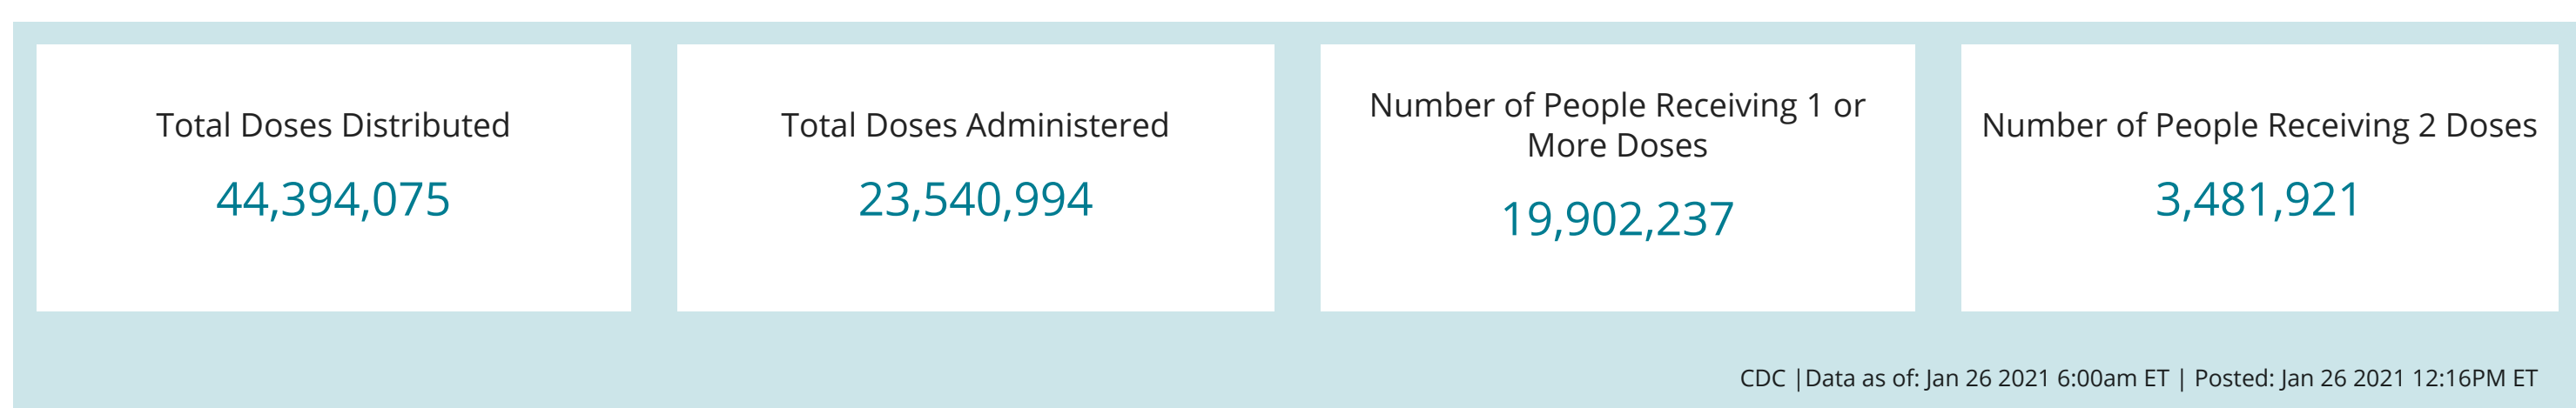 Total Doses Distributed
44,394,075
Total Doses Administered
23,540,994
Number of People Receiving 1 or
More Doses
19,902,237
Number of People Receiving 2 Doses
3,481,921
CDC |Data as of: Jan 26 2021 6:00am ET | Posted: Jan 26 2021 12:16PM ET